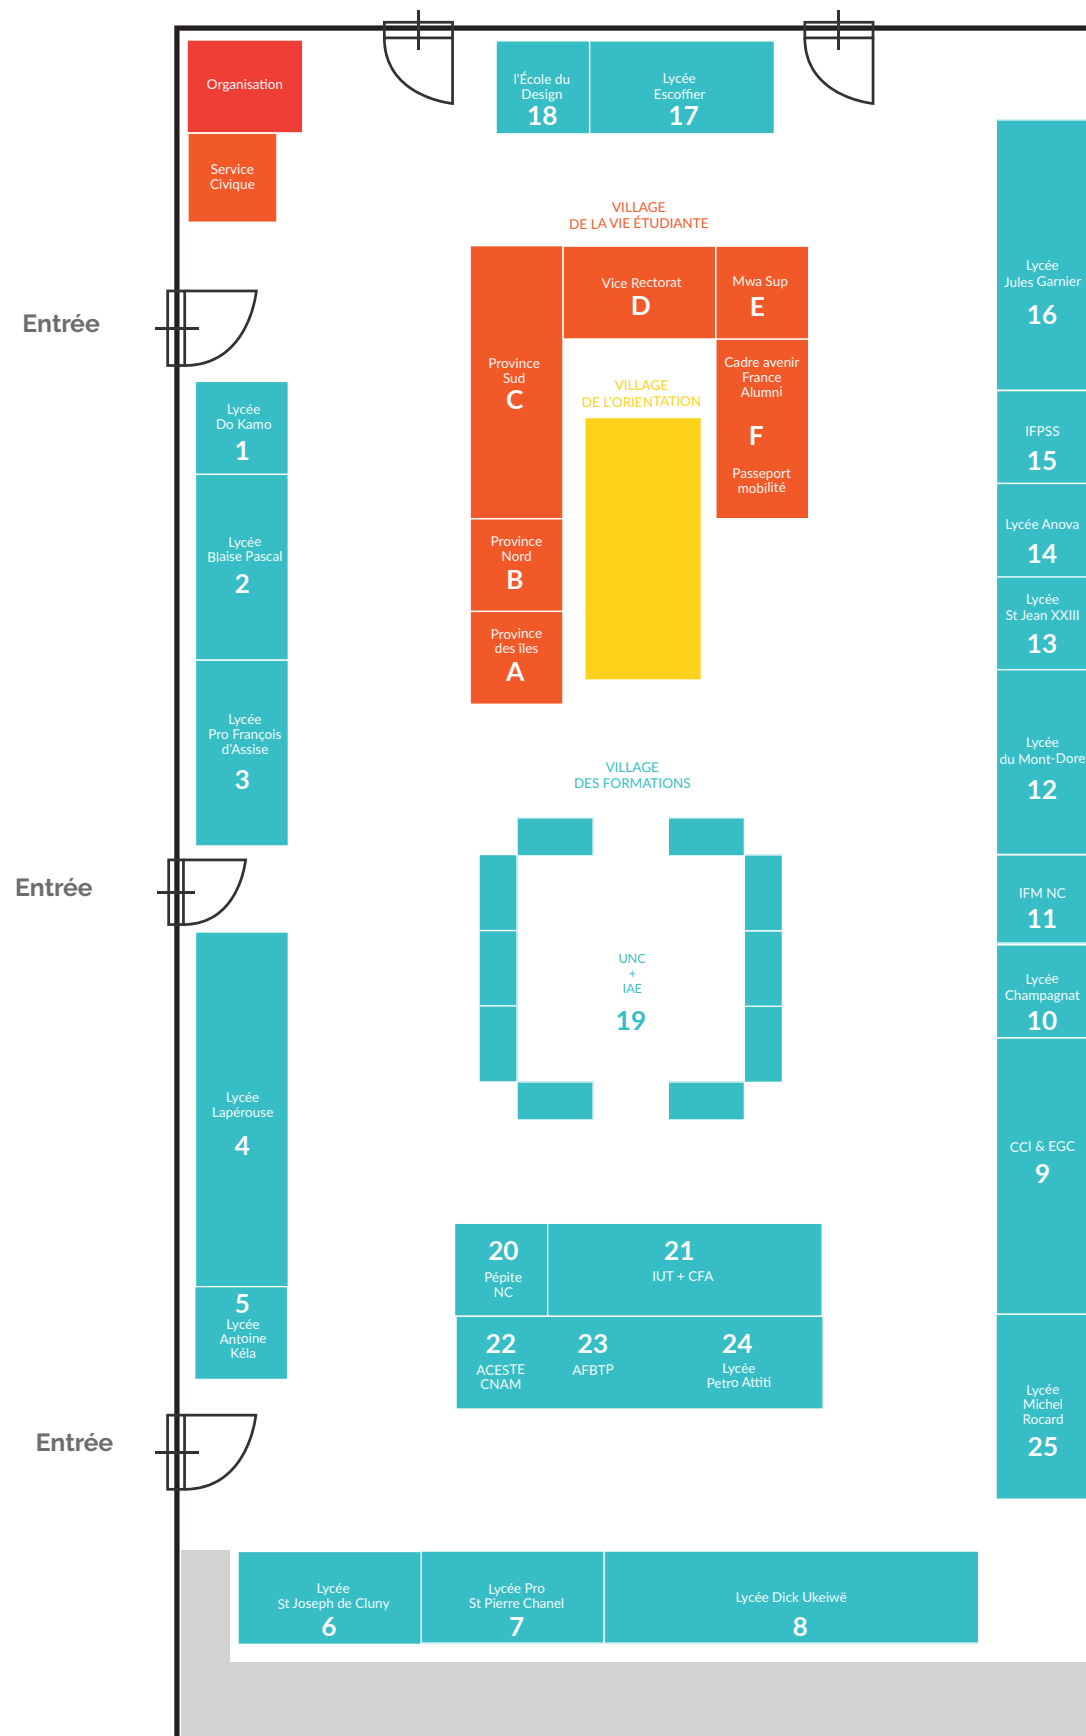 Organisation
Service
Civique
l'École du
Design
18
Lycée
Escoffier
17
VILLAGE
DE LA VIE ÉTUDIANTE
Province
Sud
C
Vice Rectorat
D
Mwa Sup
E
Cadre avenir
France
Alumni
F
Passeport
mobilité
Province
Nord
B
Province
des îles
A
VILLAGE
DE L'ORIENTATION
Entrée
Lycée
Do Kamo
1
Lycée
Blaise Pascal
2
Lycée
Pro François
d'Assise
3
Entrée
Lycée
Lapérouse
4
5
Lycée
Antoine
Kéla
Entrée
VILLAGE
DES FORMATIONS
UNC
+
IAE
19
20
Pépite
NC
21
IUT + CFA
22
ACESTE
CNAM
23
AFBTP
24
Lycée
Petro Attiti
Lycée
Jules Garnier
16
IFPSS
15
Lycée Anova
14
Lycée
St Jean XXIII
13
Lycée
du Mont-Dore
12
IFM NC
11
Lycée
Champagnat
10
CCI & EGC
9
Lycée
Michel
Rocard
25
Lycée
St Joseph de Cluny
6
Lycée Pro
St Pierre Chanel
7
Lycée Dick Ukeiwë
8